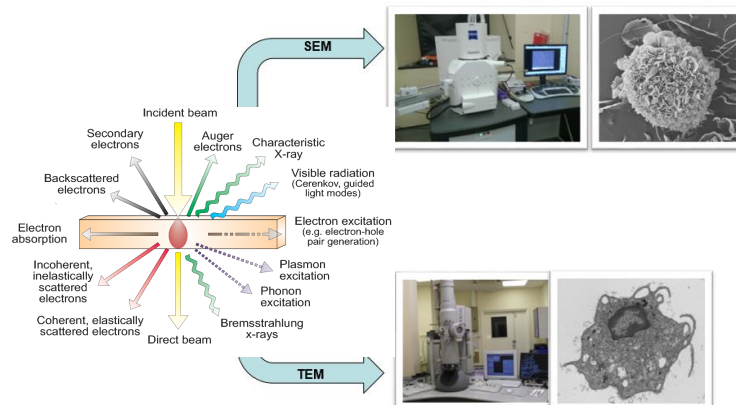 SEM
Incident beam
Secondary
electrons
Auger
electrons
Characteristic
X-ray
Backscattered
electrons
Visible radiation
(Cerenkov, guided
light modes)
Electron
absorption
Electron excitation
(e.g. electron-hole
pair generation)
Incoherent,
inelastically
scattered
electrons
Plasmon
excitation
Phonon
excitation
Coherent, elastically
scattered electrons
Bremsstrahlung
x-rays
Direct beam
TEM